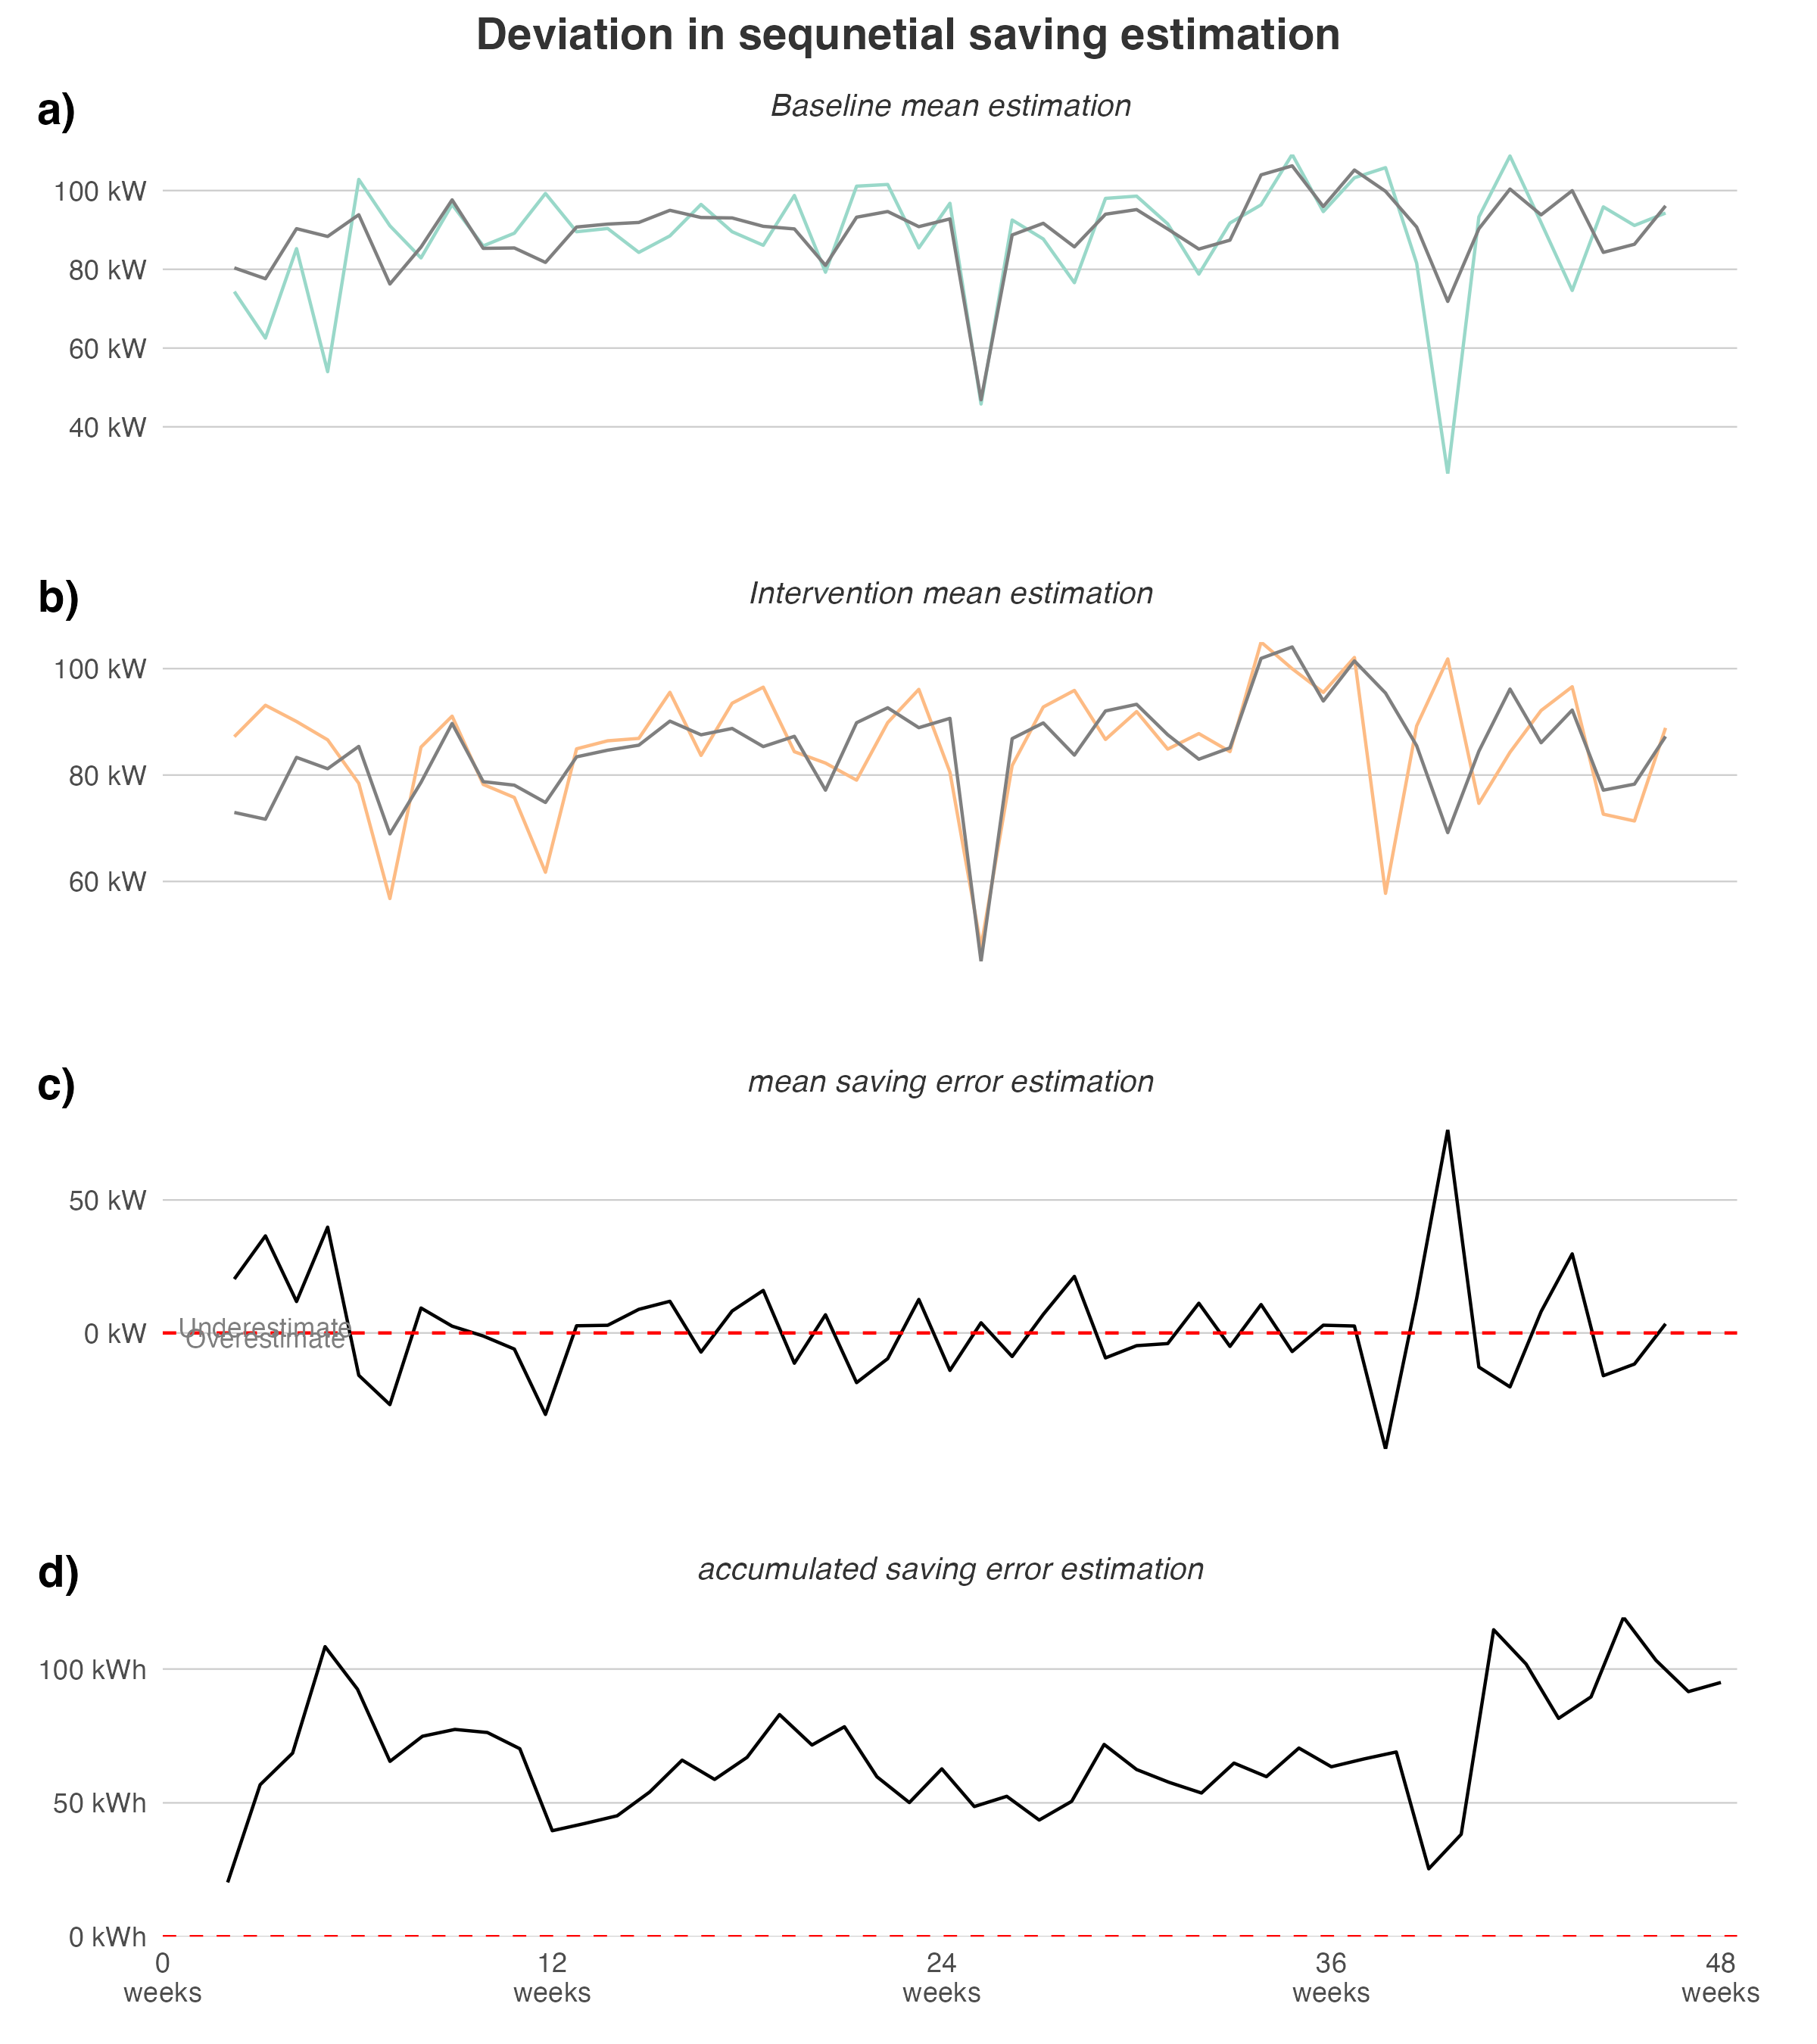 Deviation in sequnetial saving estimation
a)
Baseline mean estimation
100 kW
80 kW
60 kW
40 kW
b)
Intervention mean estimation
100 kW
80 kW
60 kW
c)
mean saving error estimation
50 kW
0 kW
Underestimate
Overestimate
d)
accumulated saving error estimation
100 kWh
50 kWh
0 kWh
0 12 24 36 48
weeks weeks weeks weeks weeks